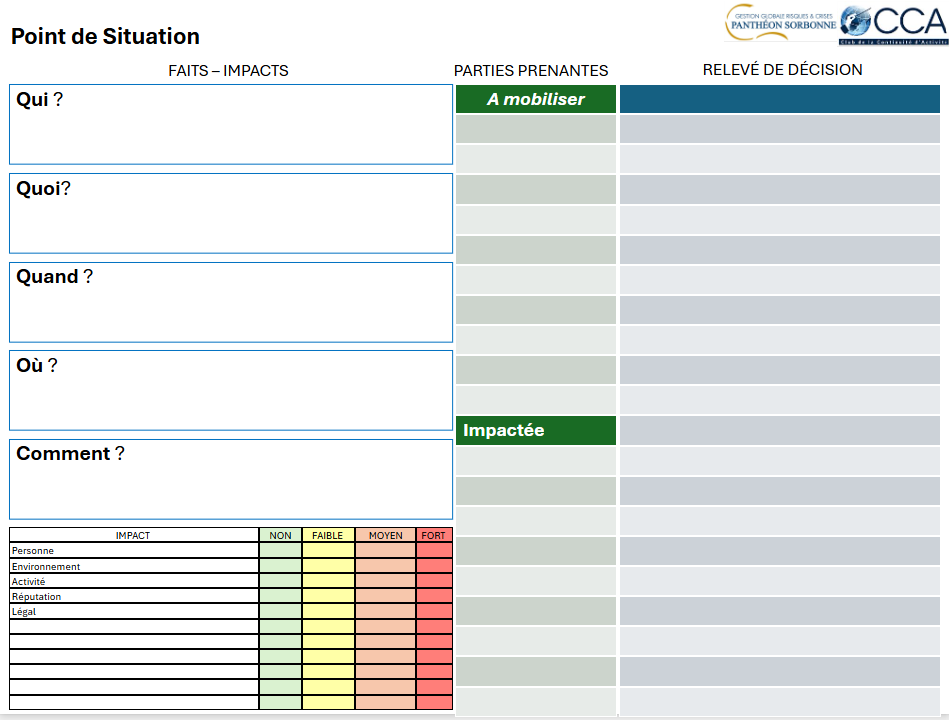 Point de Situation
GESTION GLOBALE RISQUES & CRISES
PANTHÉON SORBONNE
CCA
Club de la Continuité d'Activité
FAITS – IMPACTS
PARTIES PRENANTES
RELEVÉ DE DÉCISION
Qui ?
Quoi?
Quand ?
Où ?
Comment ?
A mobiliser
Impactée
IMPACT NON FAIBLE MOYEN FORT
Personne
Environnement
Activité
Réputation
Légal